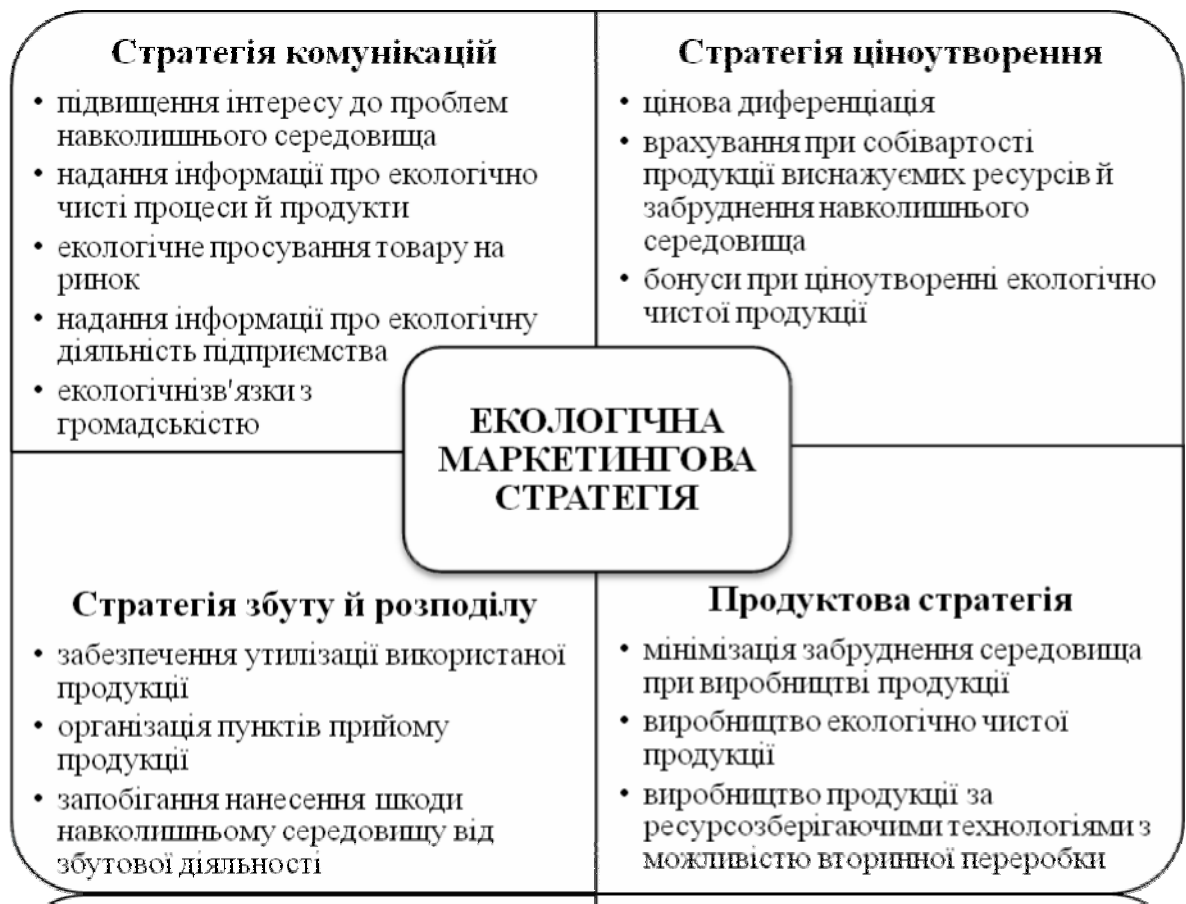 Стратегія комунікацій
• підвищення інтересу до проблем
навколишнього середовища
• надання інформації про екологічно
чисті процеси й продукти
• екологічне просування товару на
ринок
• надання інформації про екологічну
діяльність підприємства
• екологічнізв'язки з
громадськістю
Стратегія ціноутворення
• цінова диференціація
• врахування при собівартості
продукції виснажуємих ресурсів й
забруднення навколишнього
середовища
• бонуси при ціноутворенні екологічно
чистої продукції
ЕКОЛОГІЧНА
МАРКЕТИНГОВА
СТРАТЕГІЯ
Стратегія збуту й розподілу
• забезпечення утилізації використаної
продукції
• організація пунктів прийому
продукції
• запобігання нанесення шкоди
навколишньому середовищу від
збутової діяльності
Продуктова стратегія
• мінімізація забруднення середовища
при виробництві продукції
• виробництво екологічно чистої
продукції
• виробництво продукції за
ресурсозберігаючими технологіями з
можливістю вторинної переробки